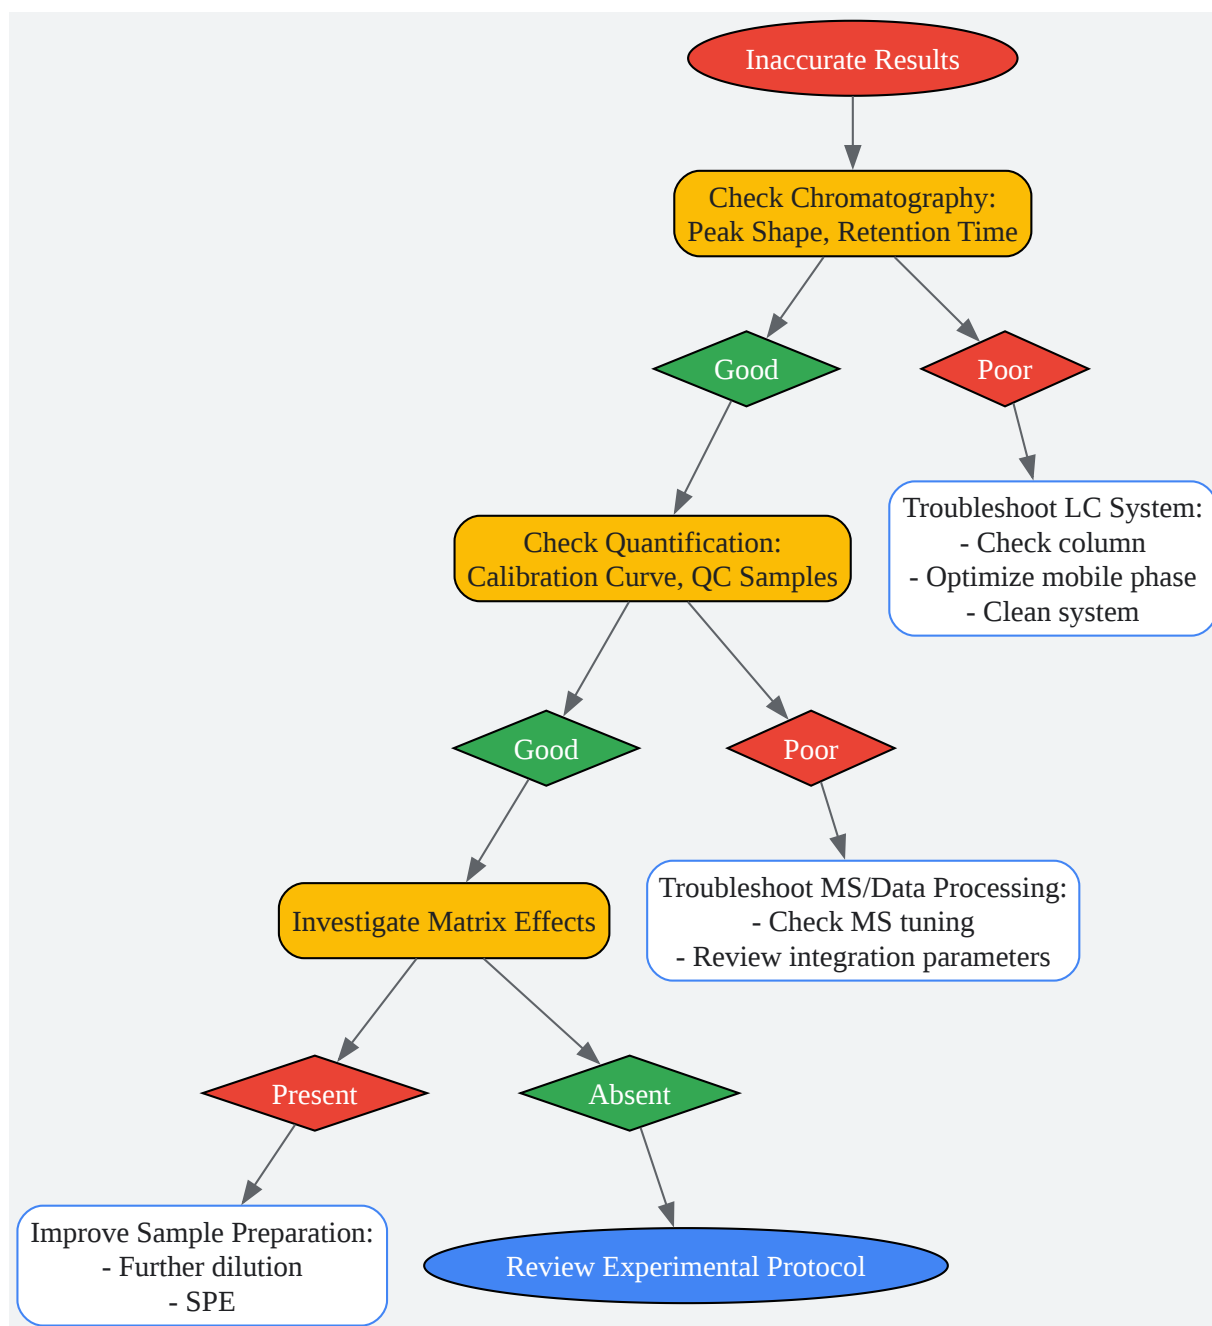 Inaccurate Results
Check Chromatography:
Peak Shape, Retention Time
Good
Poor
Troubleshoot LC System:
- Check column
- Optimize mobile phase
- Clean system
Check Quantification:
Calibration Curve, QC Samples
Good
Poor
Troubleshoot MS/Data Processing:
- Check MS tuning
- Review integration parameters
Investigate Matrix Effects
Present
Absent
Improve Sample Preparation:
- Further dilution
- SPE
Review Experimental Protocol